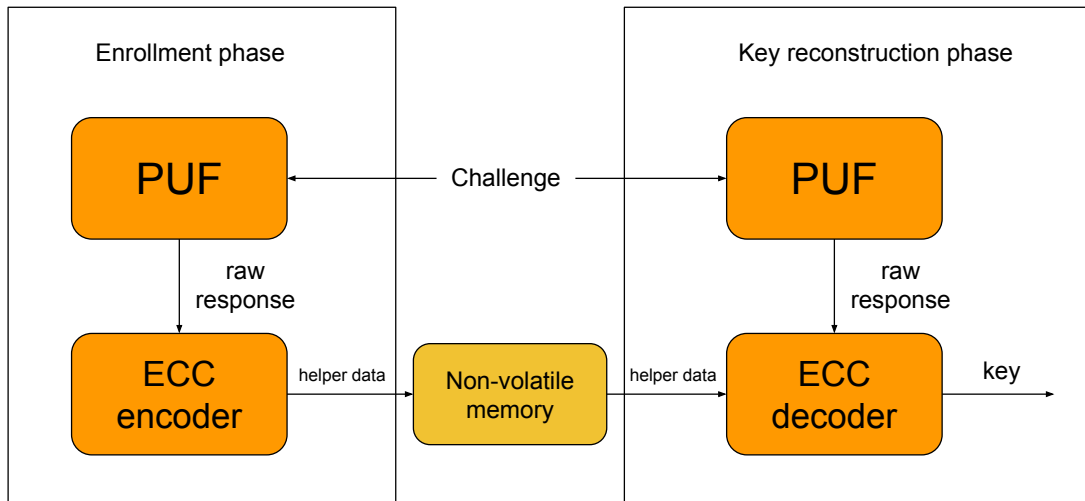 Enrollment phase
Key reconstruction phase
PUF
Challenge
PUF
raw
response
raw
response
ECC
encoder
helper data
Non-volatile
memory
helper data
ECC
decoder
key